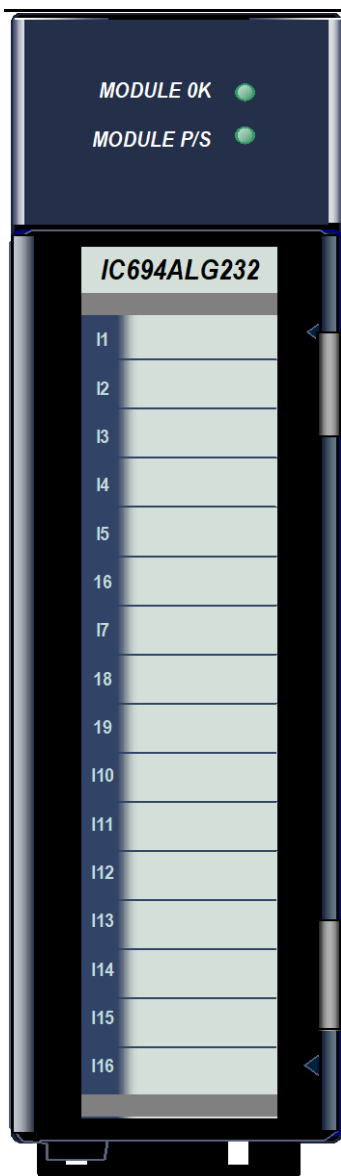 MODULE 0K
MODULE P/S
IC694ALG232
I1
I2
I3
I4
I5
16
I7
18
19
I10
I11
I12
I13
I14
I15
I16